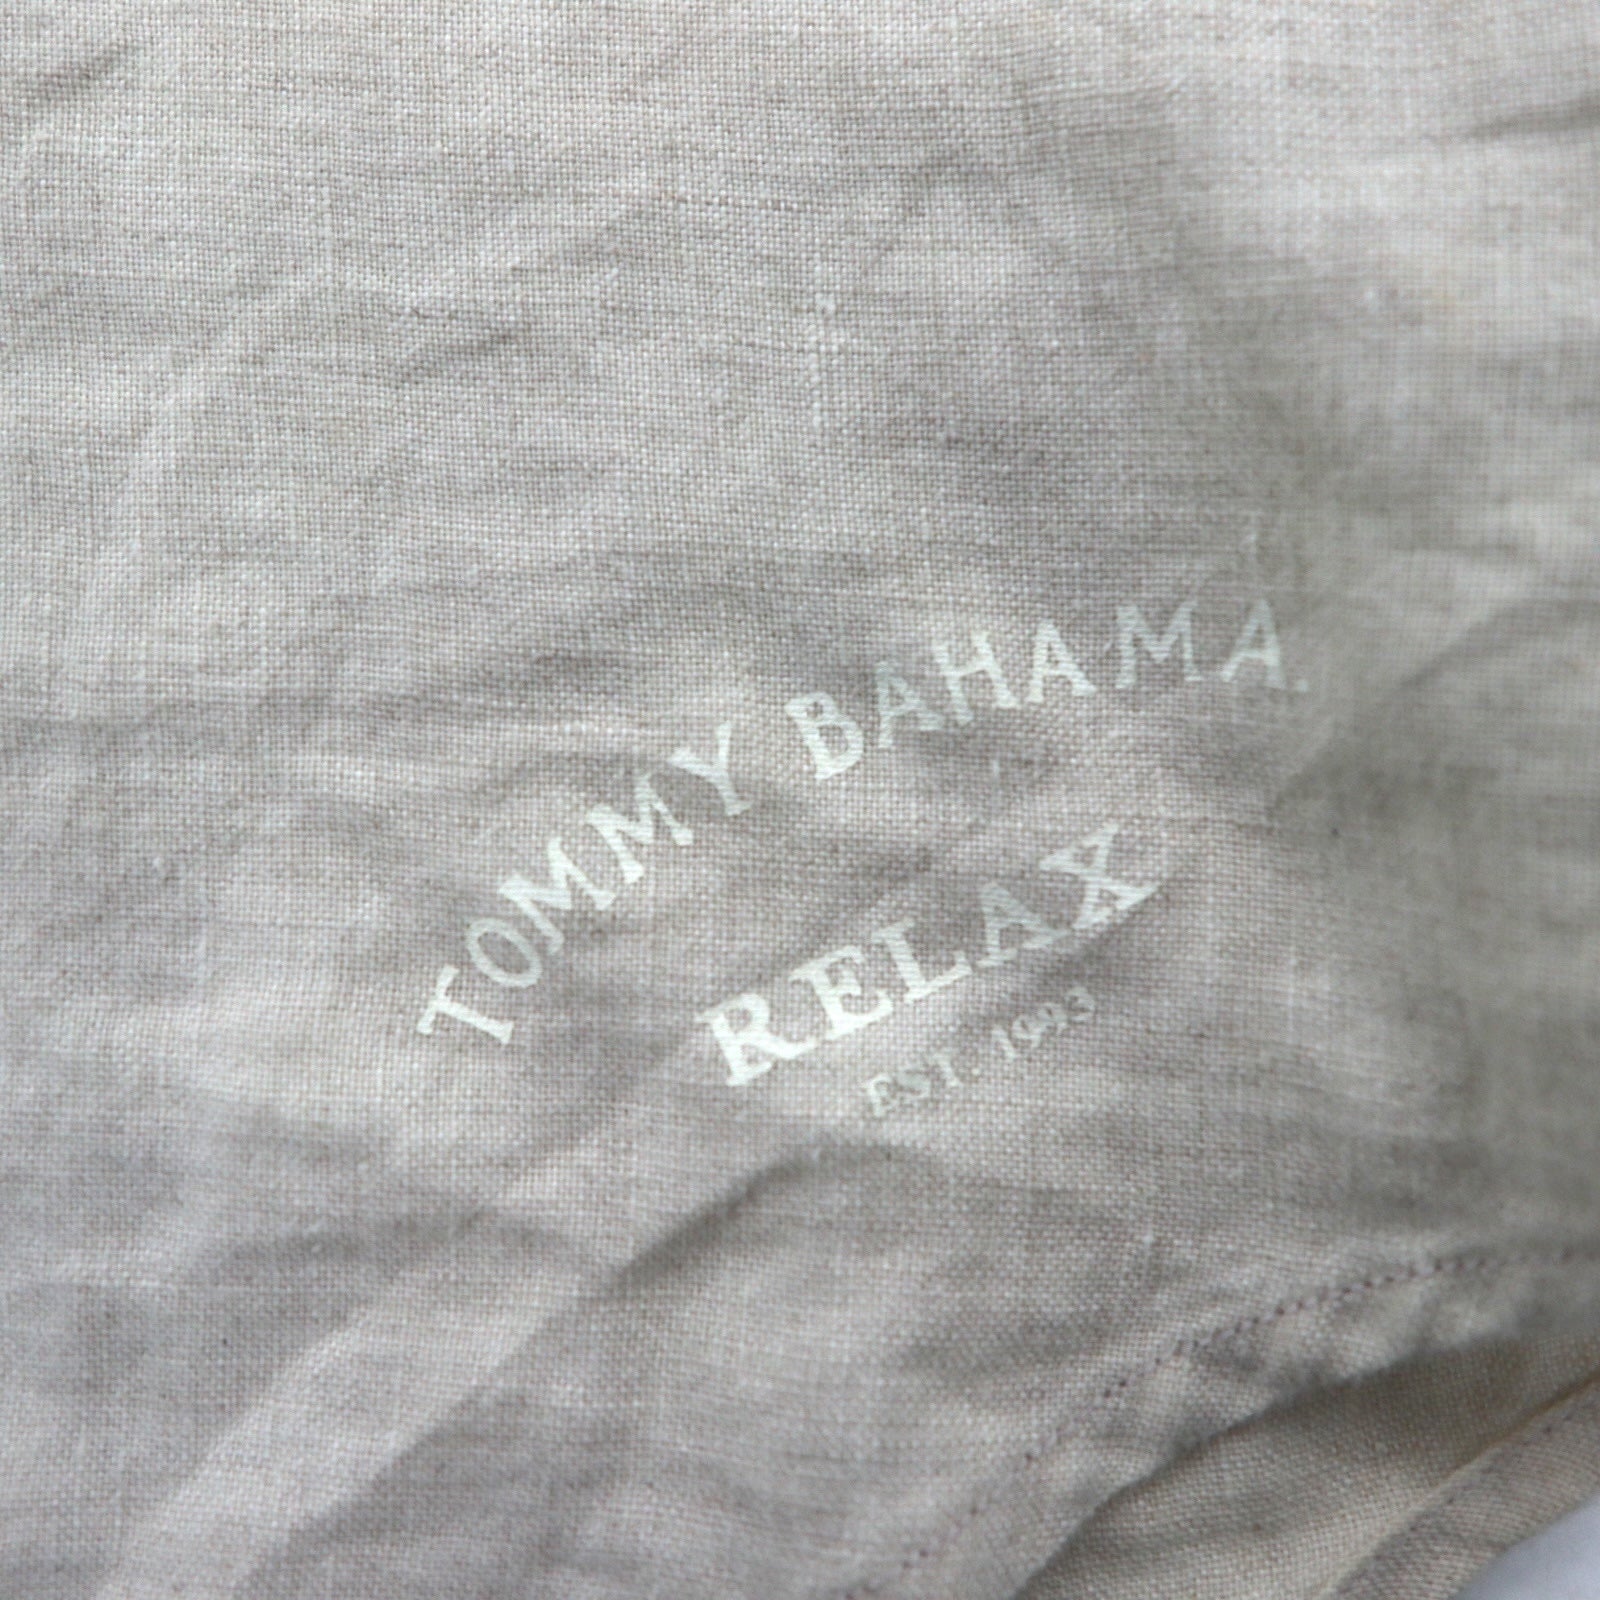 TOMMY BAHAMA
RELAX
EST. 1993